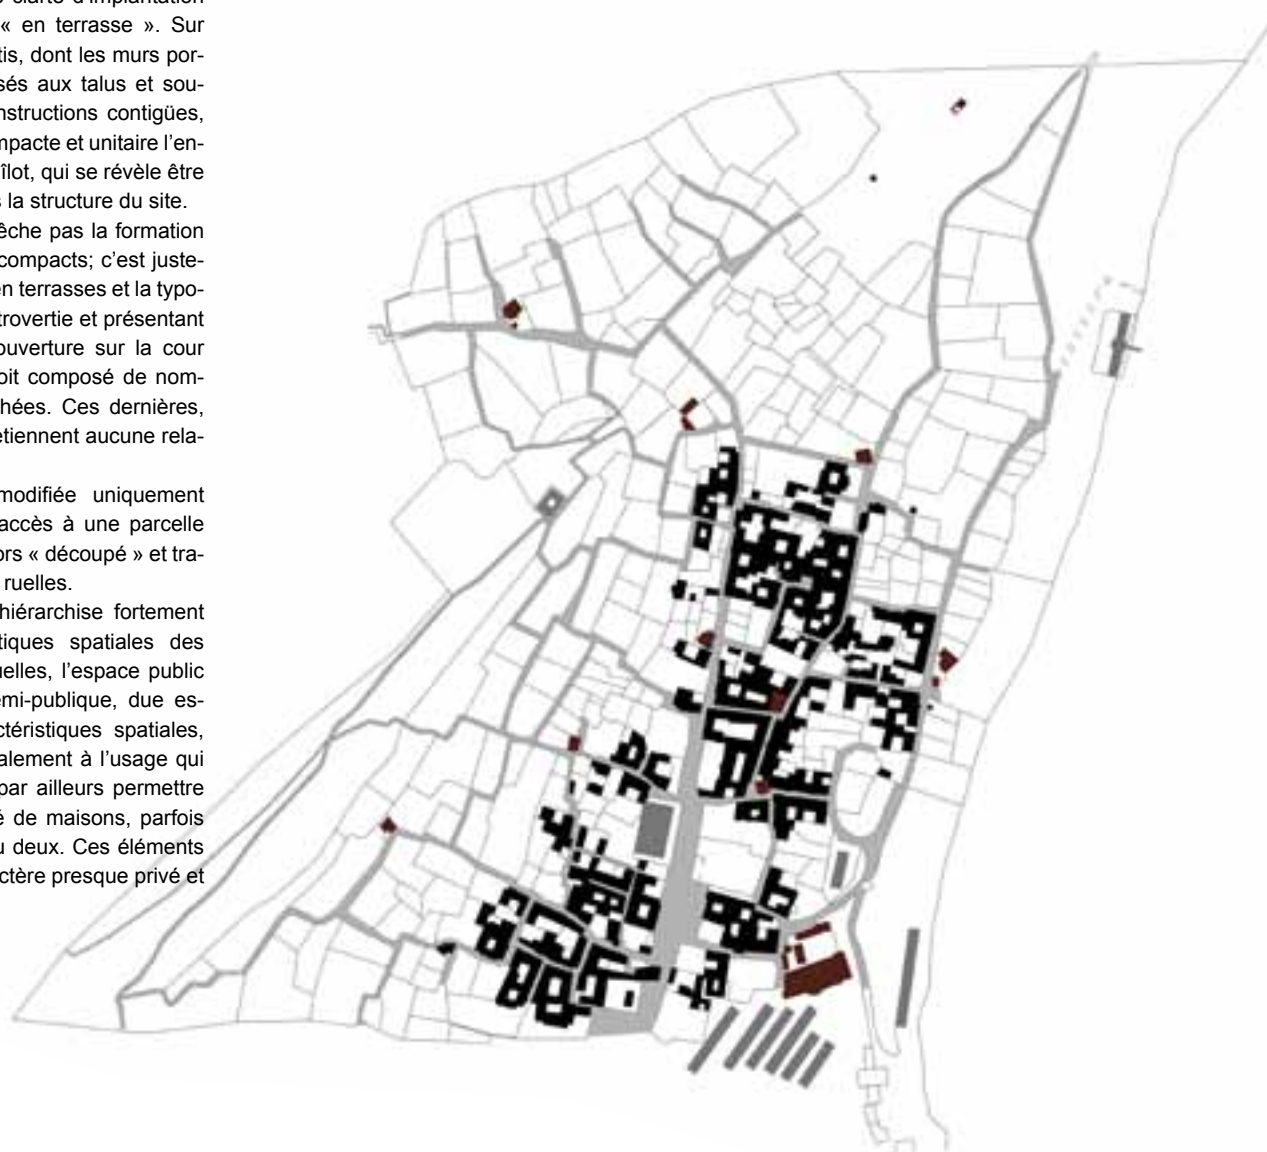 clarté d'implantation
« en terrasse ». Sur
tis, dont les murs por-
sés aux talus et sou-
nstructions contigües,
mpacte et unitaire l'en-
îlot, qui se révèle être
s la structure du site.
êche pas la formation
compacts; c'est juste-
en terrasses et la typo-
trovertie et présentant
ouverture sur la cour
oit composé de nom-
hées. Ces dernières,
etiennent aucune rela-
modifiée uniquement
accès à une parcelle
ors « découpé » et tra-
ruelles.
hiérarchise fortement
tiques spatiales des
uelles, l'espace public
emi-publique, due es-
actéristiques spatiales,
alement à l'usage qui
par ailleurs permettre
é de maisons, parfois
u deux. Ces éléments
ctère presque privé et